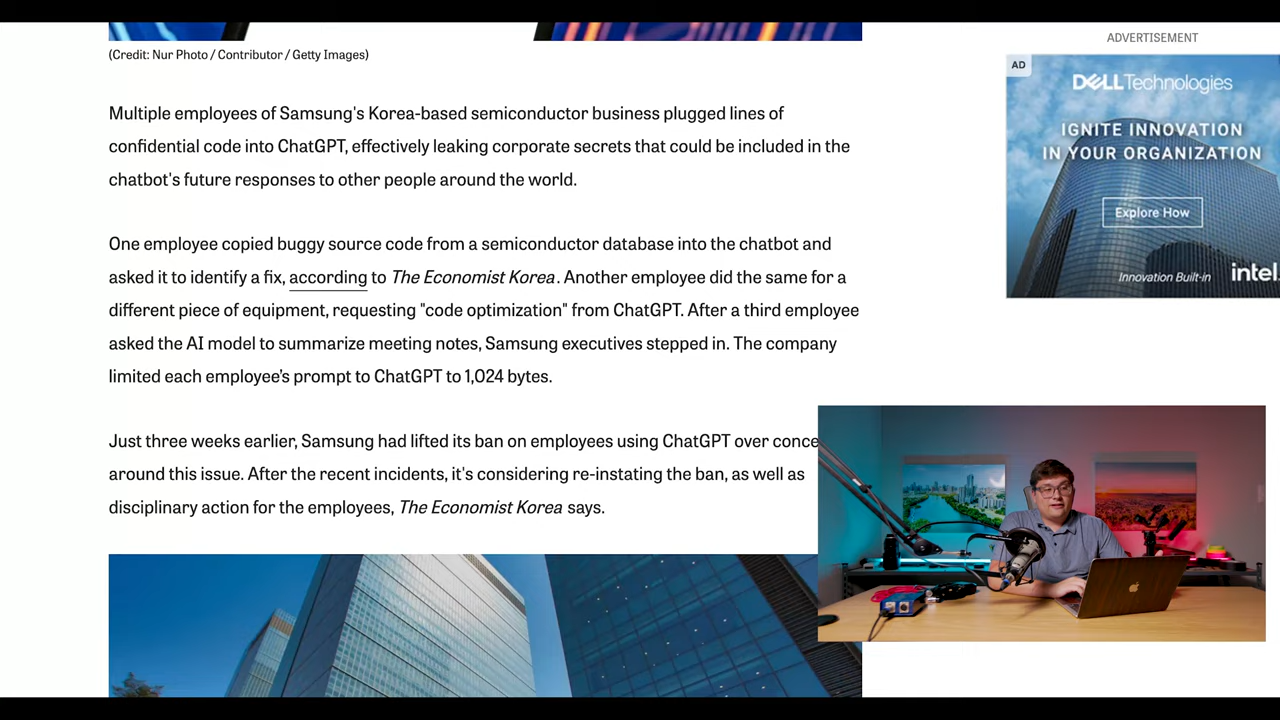 (Credit: Nur Photo / Contributor / Getty Images)
Multiple employees of Samsung's Korea-based semiconductor business plugged lines of
confidential code into ChatGPT, effectively leaking corporate secrets that could be included in the
chatbot's future responses to other people around the world.
One employee copied buggy source code from a semiconductor database into the chatbot and
asked it to identify a fix, according to The Economist Korea. Another employee did the same for a
different piece of equipment, requesting "code optimization" from ChatGPT. After a third employee
asked the AI model to summarize meeting notes, Samsung executives stepped in. The company
limited each employee's prompt to ChatGPT to 1,024 bytes.
Just three weeks earlier, Samsung had lifted its ban on employees using ChatGPT over conce
around this issue. After the recent incidents, it's considering re-instating the ban, as well as
disciplinary action for the employees, The Economist Korea says.
ADVERTISEMENT
AD
DELL Technologies
IGNITE INNOVATION
IN YOUR ORGANIZATION
Explore How
Innovation Built-in
intel.